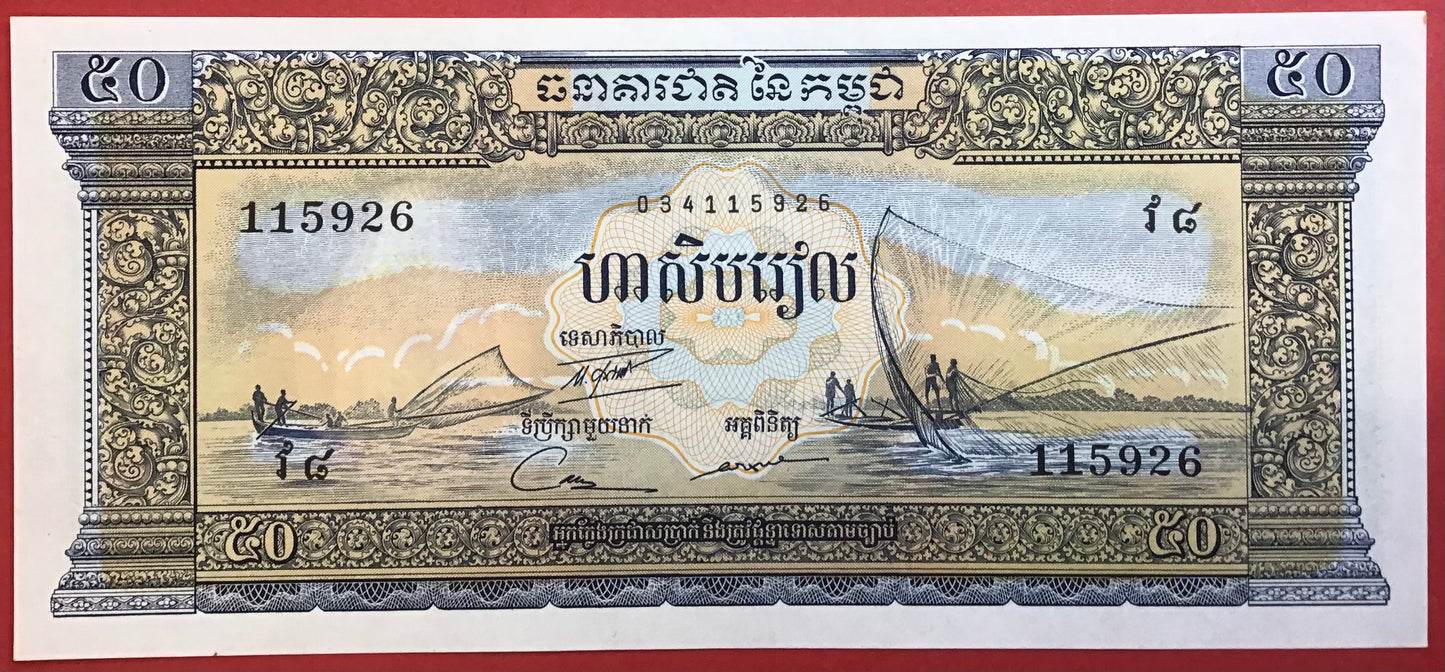 ៥០
ធនាគារជាតិ នៃ កម្ពុជា
៥០
034115926
115926
វ ៨
ហាសិបរៀល
ទេសាភិបាល
ទីប្រឹក្សាមួយនាក់
អគ្គពិនិត្យ
វ ៨
115926
៥០
៥០